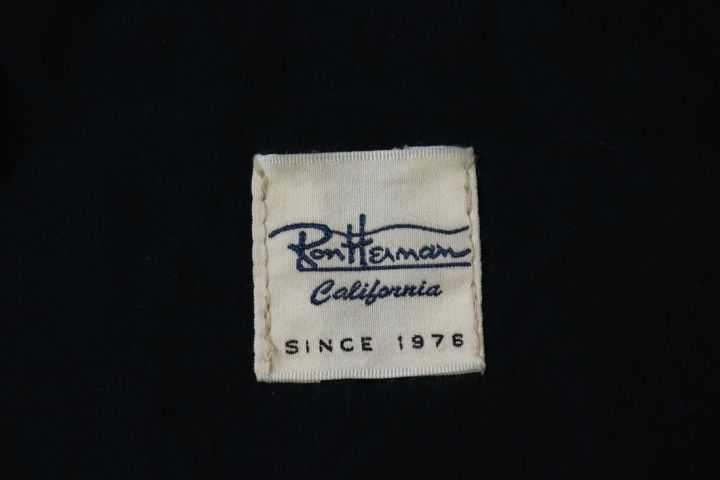 Ron Herman
California
SINCE 1976